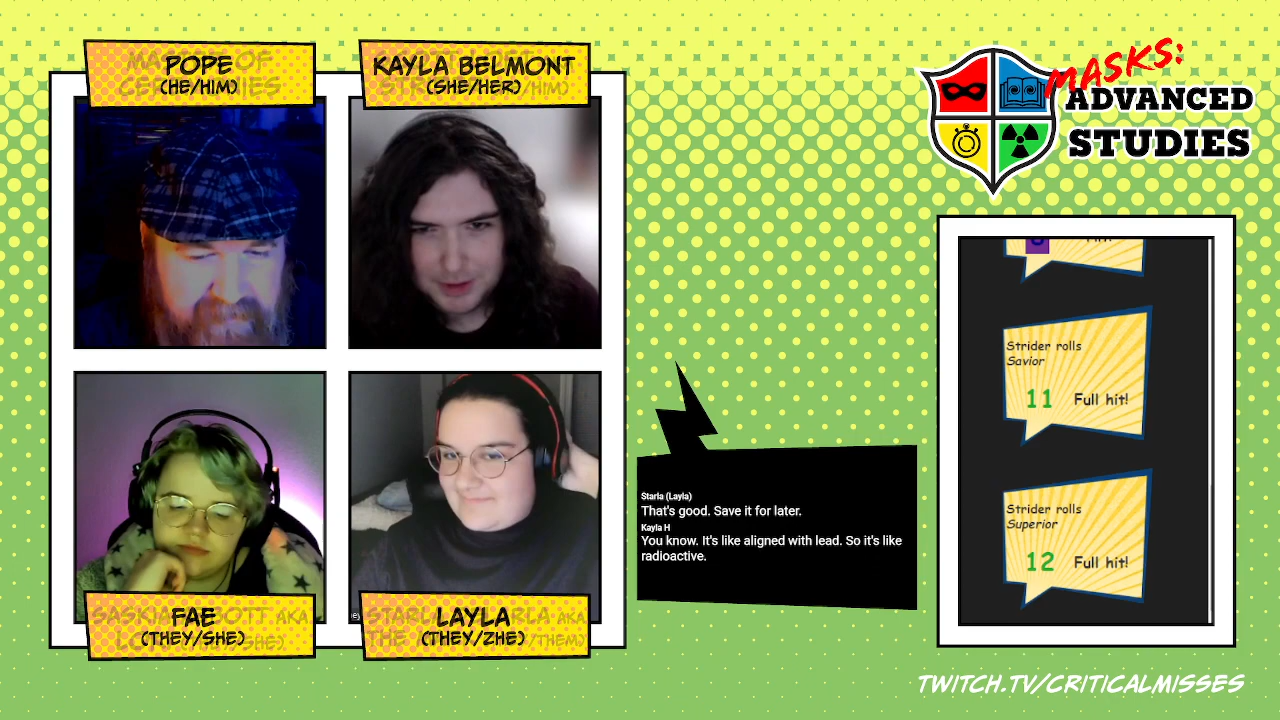 POPE
(HE/HIM)
KAYLA BELMONT
(SHE/HER)
MASKS:
ADVANCED
STUDIES
Strider rolls
Savior
11 Full hit!
Strider rolls
Superior
12 Full hit!
Starla (Layla)
That's good. Save it for later.
Kayla H
You know. It's like aligned with lead. So it's like
radioactive.
FAE
(THEY/SHE)
LAYLA
(THEY/ZHE)
TWITCH.TV/CRITICALMISSES